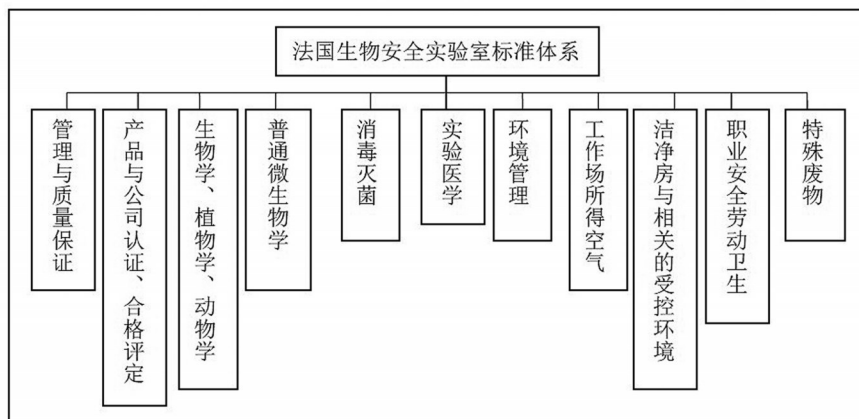 法国生物安全实验室标准体系
管理与质量保证
产品与公司认证、合格评定
生物学、植物学、动物学
普通微生物学
消毒灭菌
实验医学
环境管理
工作场所得空气
洁净房与相关的受控环境
职业安全劳动卫生
特殊废物